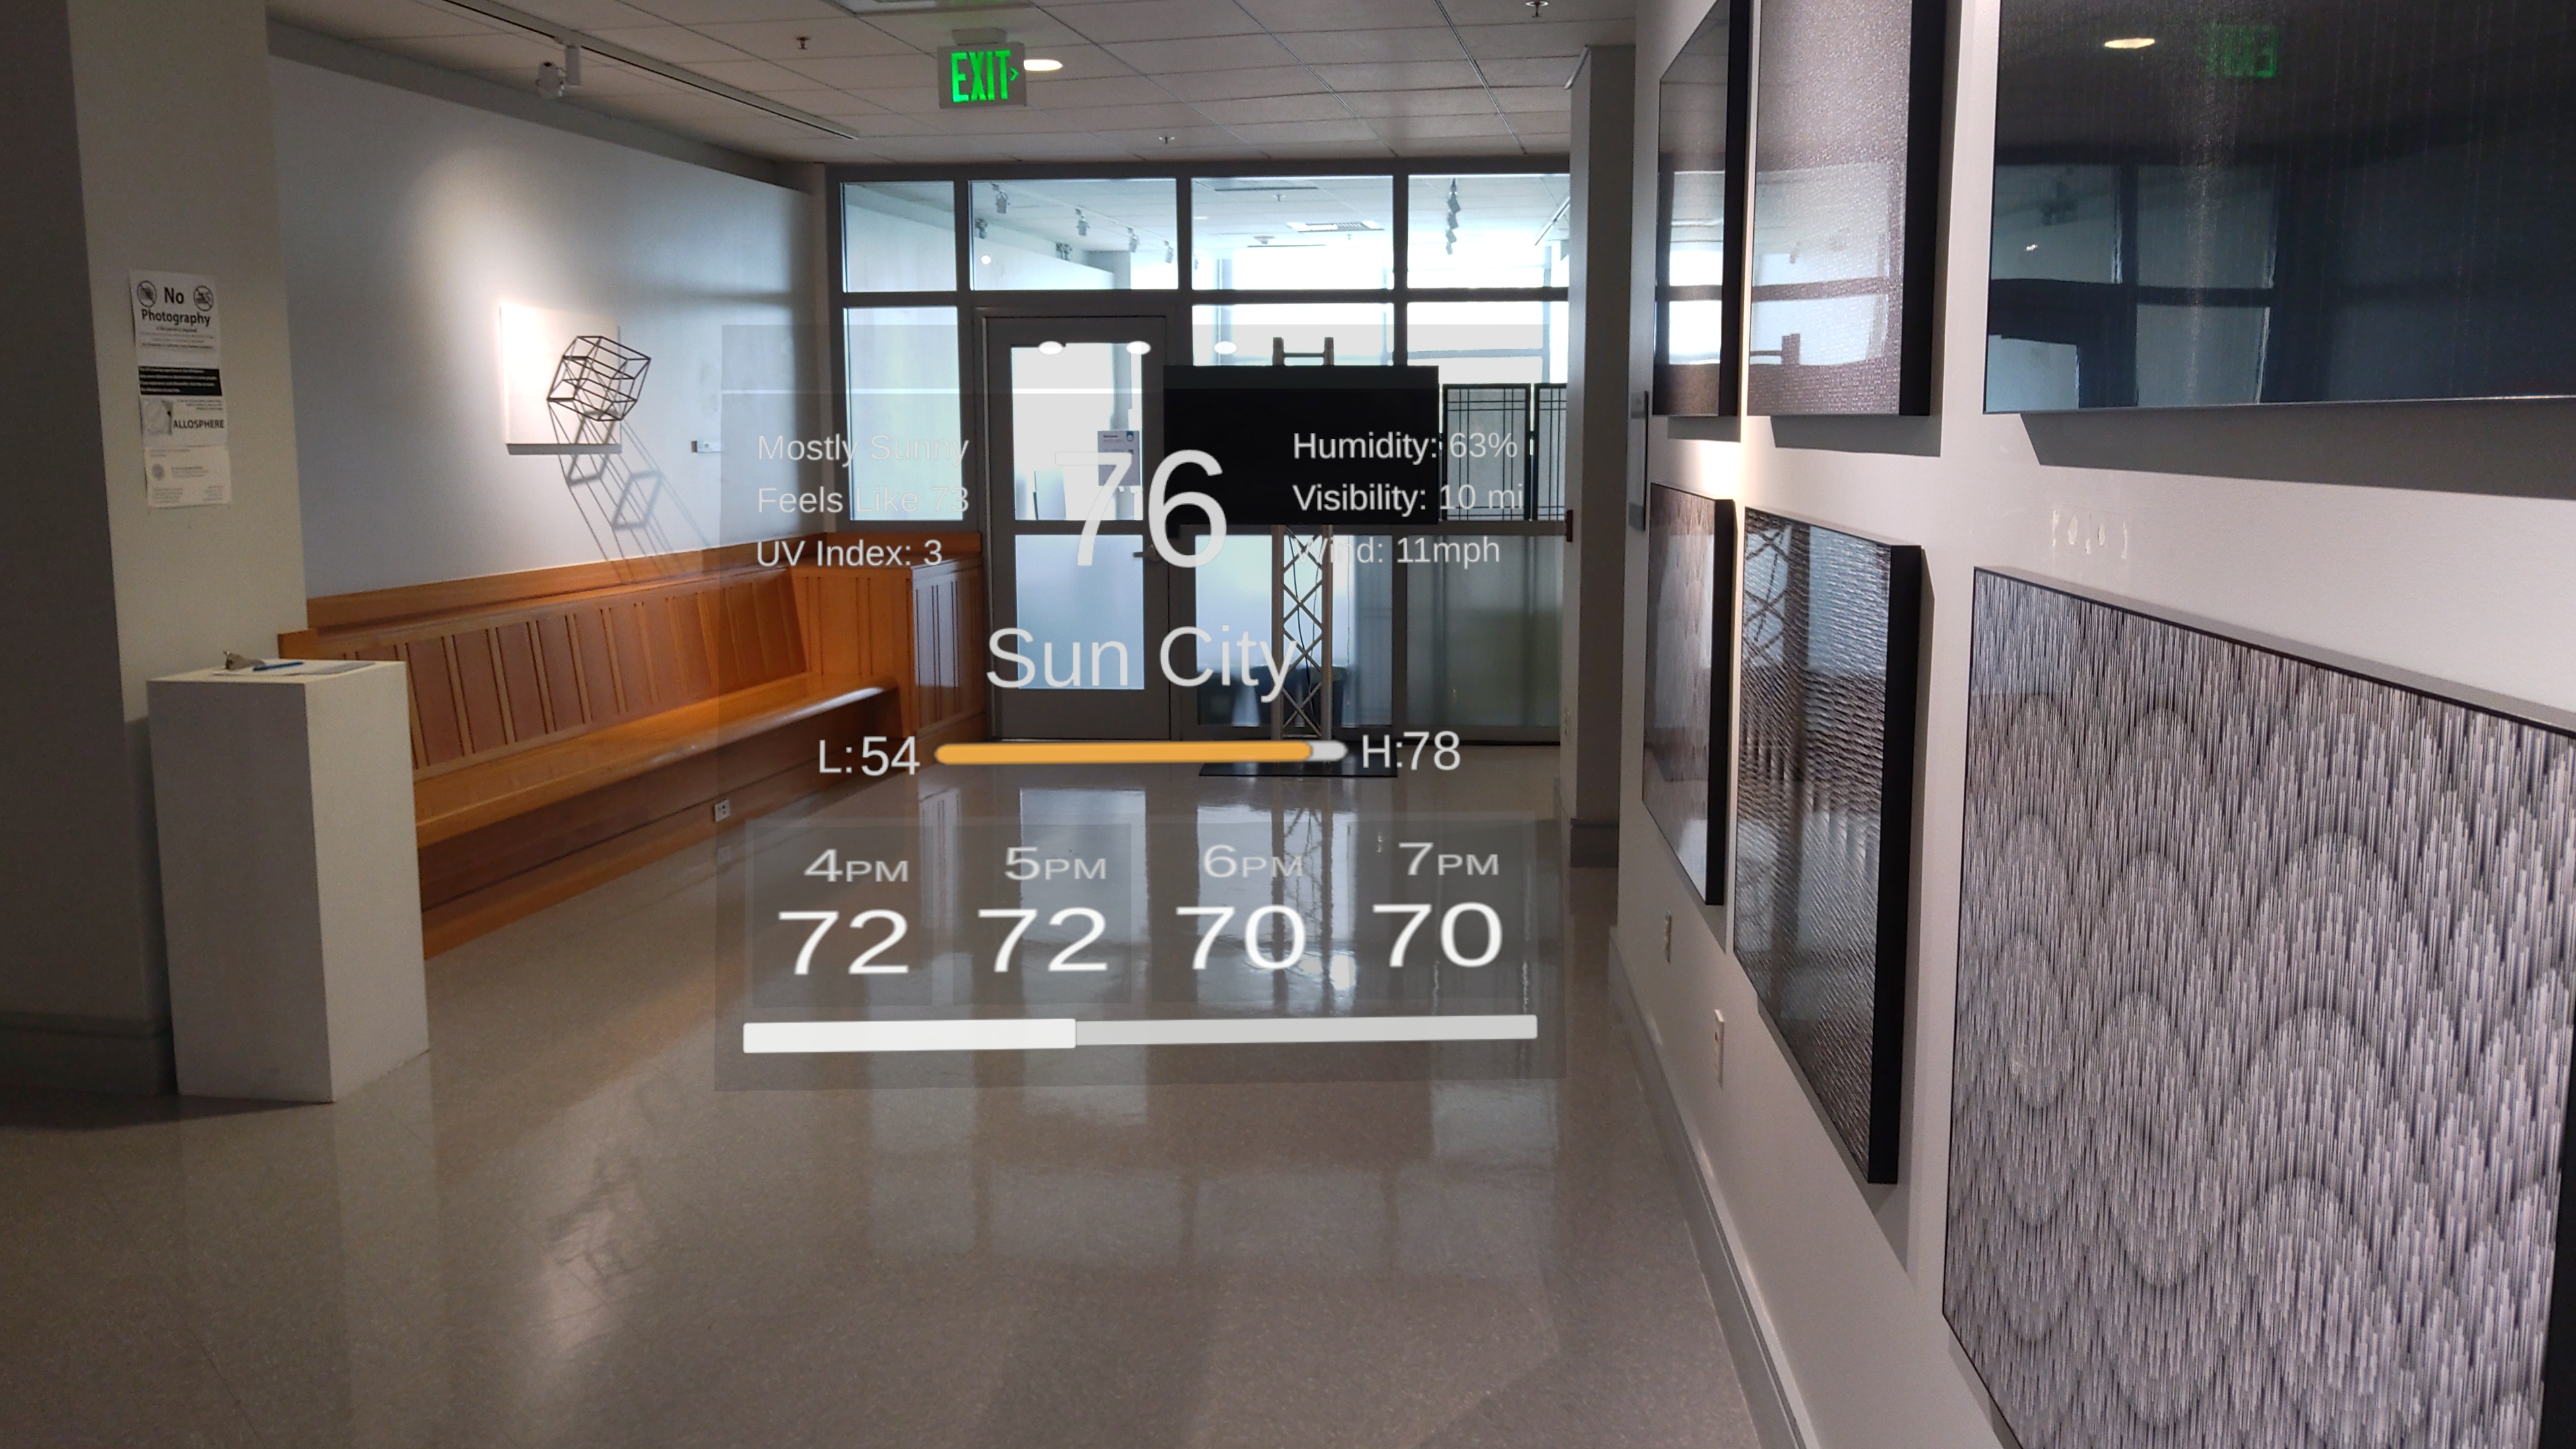 EXIT
No
Photography
ALLOSPHERE
Mostly Sunny
Feels Like 73
UV Index: 3
76
Humidity: 63%
Visibility: 10 mi
Wind: 11mph
Sun City
L:54
H:78
4PM
5PM
6PM
7PM
72
72
70
70